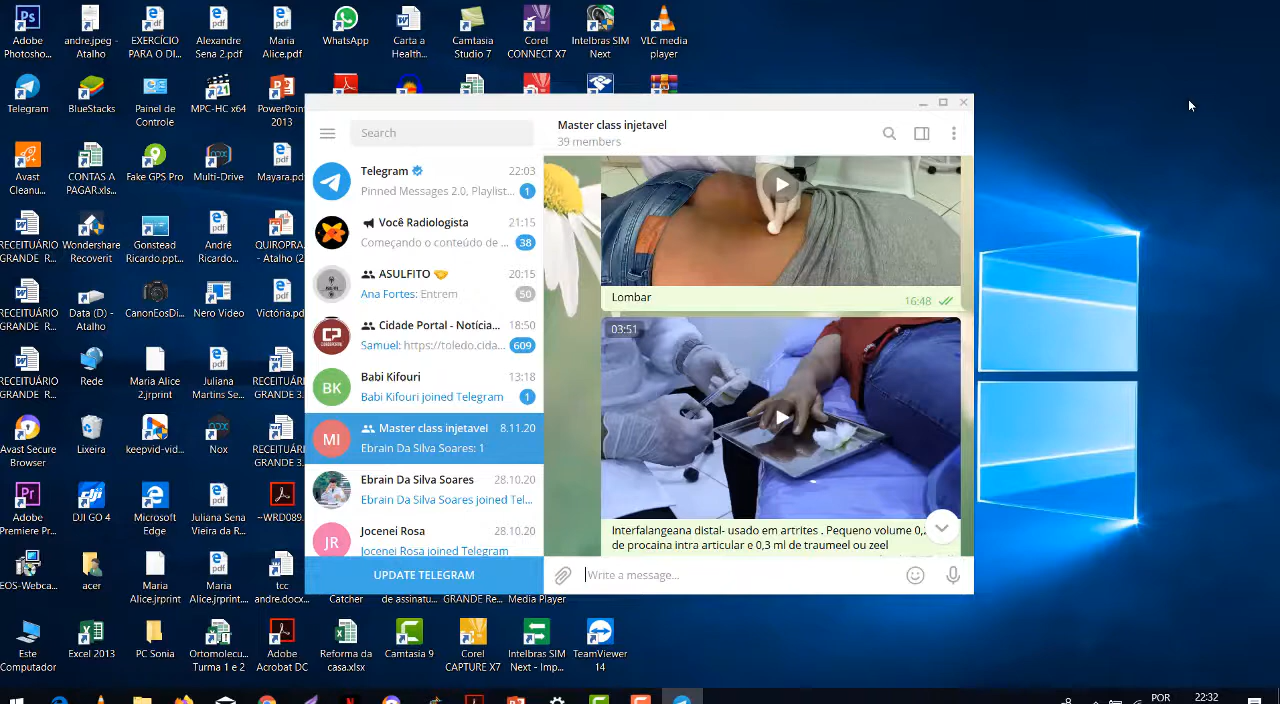 Adobe
Photosho...
andre.jpeg -
Atalho
EXERCÍCIO
PARA O DI...
Alexandre
Sena 2.pdf
Maria
Alice.pdf
WhatsApp
Carta a
Health...
Camtasia
Studio 7
Corel
CONNECT X7
Intelbras SIM
Next
VLC media
player
Telegram
BlueStacks
Painel de
Controle
MPC-HC x64
PowerPoint
2013
Avast
Cleanu...
CONTAS A
PAGAR.xls...
Fake GPS Pro
Multi-Drive
Mayara.pd
RECEITUÁRIO
GRANDE R...
Wondershare
Recoverit
Gonstead
Ricardo.ppt...
André
Ricardo...
QUIROPRA...
- Atalho (2
RECEITUÁRIO
GRANDE R...
Data (D) -
Atalho
CanonEosDi...
Nero Video
Victória.pd
RECEITUÁRIO
GRANDE R...
Rede
Maria Alice
2.jrprint
Juliana
Martins Se...
RECEITUÁR
GRANDE 3.
Avast Secure
Browser
Lixeira
keepvid-vid...
Nox
RECEITUÁR
GRANDE 3.
Adobe
Premiere Pr...
DJI GO 4
Microsoft
Edge
Juliana Sena
Vieira da R...
--WRD089.
EOS-Webca...
acer
Maria
Alice.jrprint
Maria
Alice.jrprint...
tcc
andre.docx...
Catcher
de assinatu...
GRANDE Re...
Media Player
Este
Computador
Excel 2013
PC Sonia
Ortomolecu...
Turma 1 e 2
Adobe
Acrobat DC
Reforma da
casa.xlsx
Camtasia 9
Corel
CAPTURE X7
Intelbras SIM
Next - Imp...
TeamViewer
14
Search
Telegram
22:03
Pinned Messages 2.0, Playlist...
1
Você Radiologista
21:15
Começando o conteúdo de ...
38
ASULFITO 🤝
20:15
Ana Fortes: Entrem
50
Cidade Portal - Notícia...
18:50
Samuel: https://toledo.cida...
609
BK
Babi Kifouri
13:18
Babi Kifouri joined Telegram
1
MI
Master class injetavel
8.11.20
Ebrain Da Silva Soares: 1
Ebrain Da Silva Soares
28.10.20
Ebrain Da Silva Soares joined Tel...
JR
Jocenei Rosa
28.10.20
Jocenei Rosa joined Telegram
UPDATE TELEGRAM
Master class injetavel
39 members
Lombar
16:48
03:51
Interfalangeana distal- usado em artrites . Pequeno volume 0,
de procaina intra articular e 0,3 ml de traumeel ou zeel
Write a message...
POR
22:32